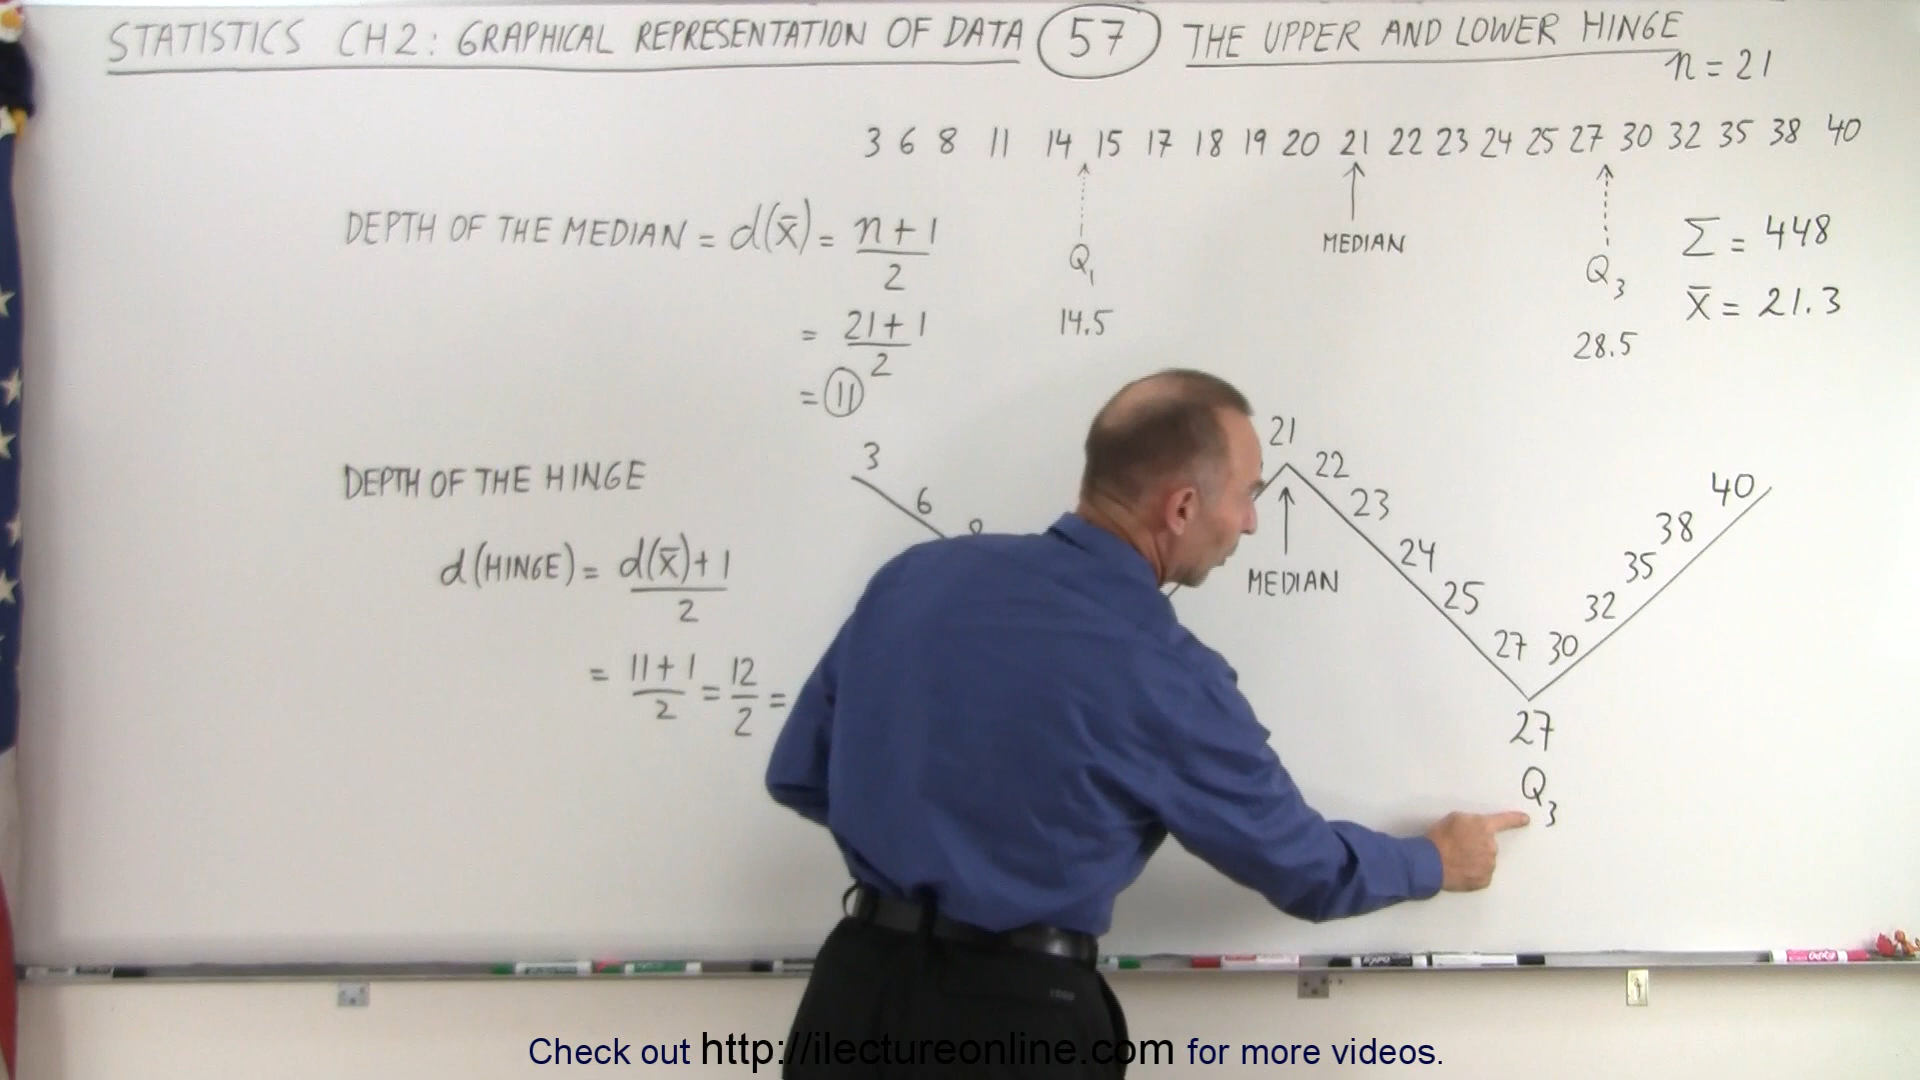 STATISTICS CH2: GRAPHICAL REPRESENTATION OF DATA 57 THE UPPER AND LOWER HINGE
n = 21
3 6 8 11 14 15 17 18 19 20 21 22 23 24 25 27 30 32 35 38 40
DEPTH OF THE MEDIAN = d(x̄) = n+1
2
= 21+1
2
= 11
Q1
14.5
MEDIAN
Q3
28.5
Σ = 448
x̄ = 21.3
DEPTH OF THE HINGE
d(HINGE) = d(x̄)+1
2
= 11+1 = 12 =
2 2
3
6
21
22
23
24
25
27 30
32
35
38
40
MEDIAN
27
Q3
Check out http://ilectureonline.com for more videos.